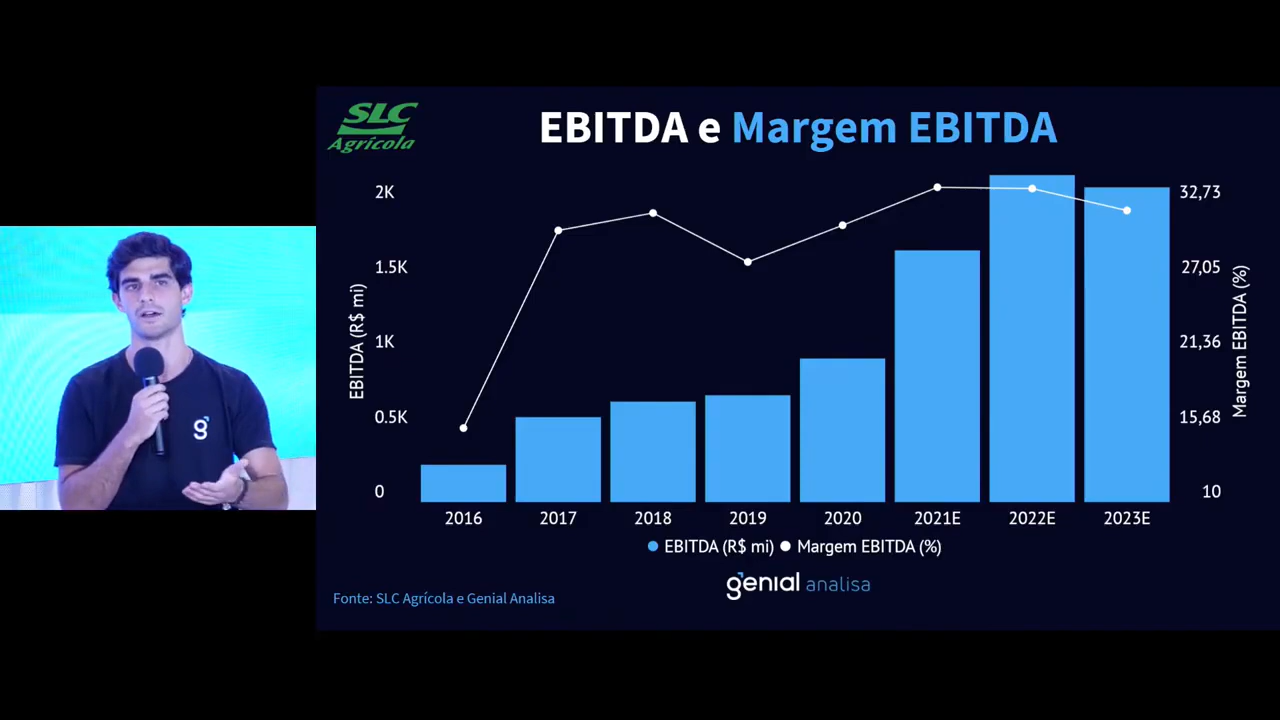 SLC
Agrícola
EBITDA e Margem EBITDA
2K
1.5K
1K
0.5K
0
EBITDA (R$ mi)
32,73
27,05
21,36
15,68
10
Margem EBITDA (%)
2016 2017 2018 2019 2020 2021E 2022E 2023E
EBITDA (R$ mi) Margem EBITDA (%)
genial analisa
Fonte: SLC Agrícola e Genial Analisa
g